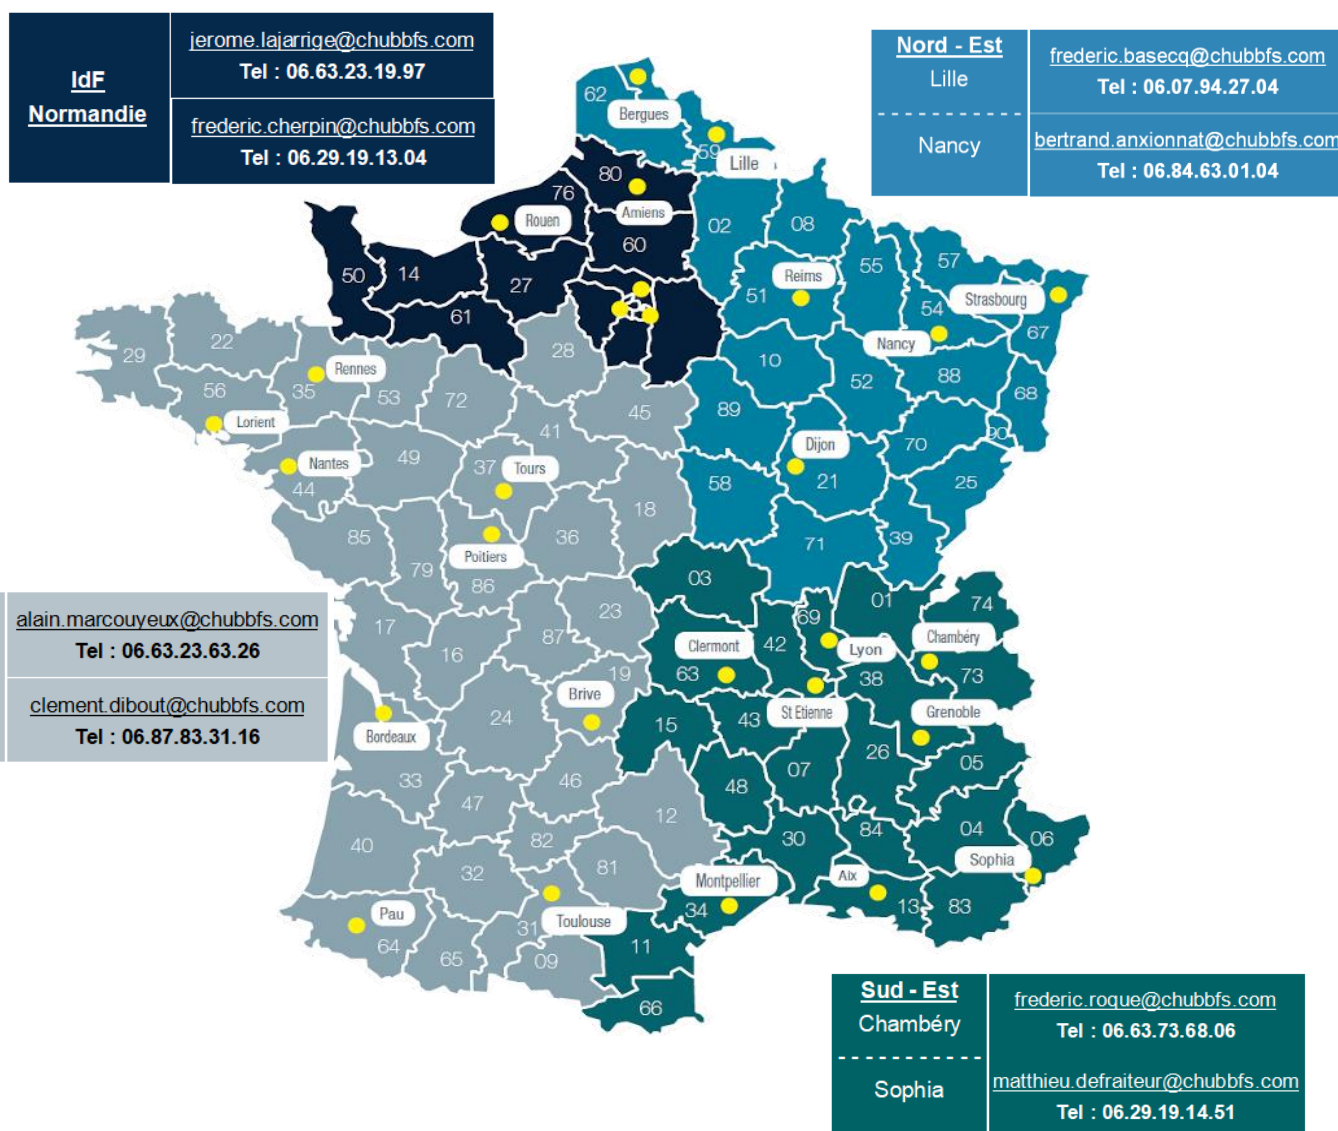 IdF
Normandie
jerome.lajarrige@chubbfs.com
Tel : 06.63.23.19.97
frederic.cherpin@chubbfs.com
Tel : 06.29.19.13.04
Nord - Est
Lille
Nancy
frederic.basecq@chubbfs.com
Tel : 06.07.94.27.04
bertrand.anxionnat@chubbfs.com
Tel : 06.84.63.01.04
62
Bergues
59
Lille
80
76
Amiens
Rouen
02
08
60
50
14
27
61
51
Reims
55
57
Strasbourg
54
Nancy
67
29
22
28
10
52
88
68
56
35
Rennes
53
72
45
89
90
Lorient
41
Dijon
70
Nantes
49
37
Tours
21
25
44
58
18
85
79
Poitiers
86
36
71
39
03
01
74
17
16
87
23
69
42
Clermont
63
Lyon
Chambéry
73
38
19
Brive
24
Bordeaux
15
43
St Etienne
Grenoble
33
46
48
07
26
05
47
12
40
82
30
84
04
06
32
81
Sophia
Montpellier
Aix
34
13
83
Pau
64
65
31
Toulouse
09
11
66
alain.marcouyeux@chubbfs.com
Tel : 06.63.23.63.26
clement.dibout@chubbfs.com
Tel : 06.87.83.31.16
Sud - Est
Chambéry
Sophia
frederic.roque@chubbfs.com
Tel : 06.63.73.68.06
matthieu.defraiteur@chubbfs.com
Tel : 06.29.19.14.51